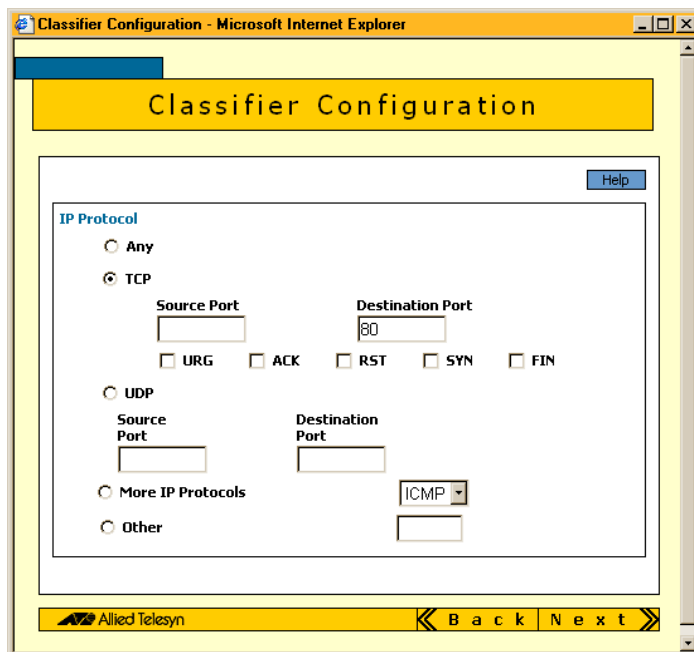 Classifier Configuration - Microsoft Internet Explorer
Classifier Configuration
Help
IP Protocol
Any
TCP
Source Port Destination Port
80
URG ACK RST SYN FIN
UDP
Source Port Destination Port
More IP Protocols ICMP
Other
Allied Telesyn Back Next